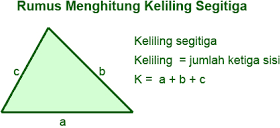 Rumus Menghitung Keliling Segitiga
Keliling segitiga
Keliling = jumlah ketiga sisi
K = a + b + c
c
b
a